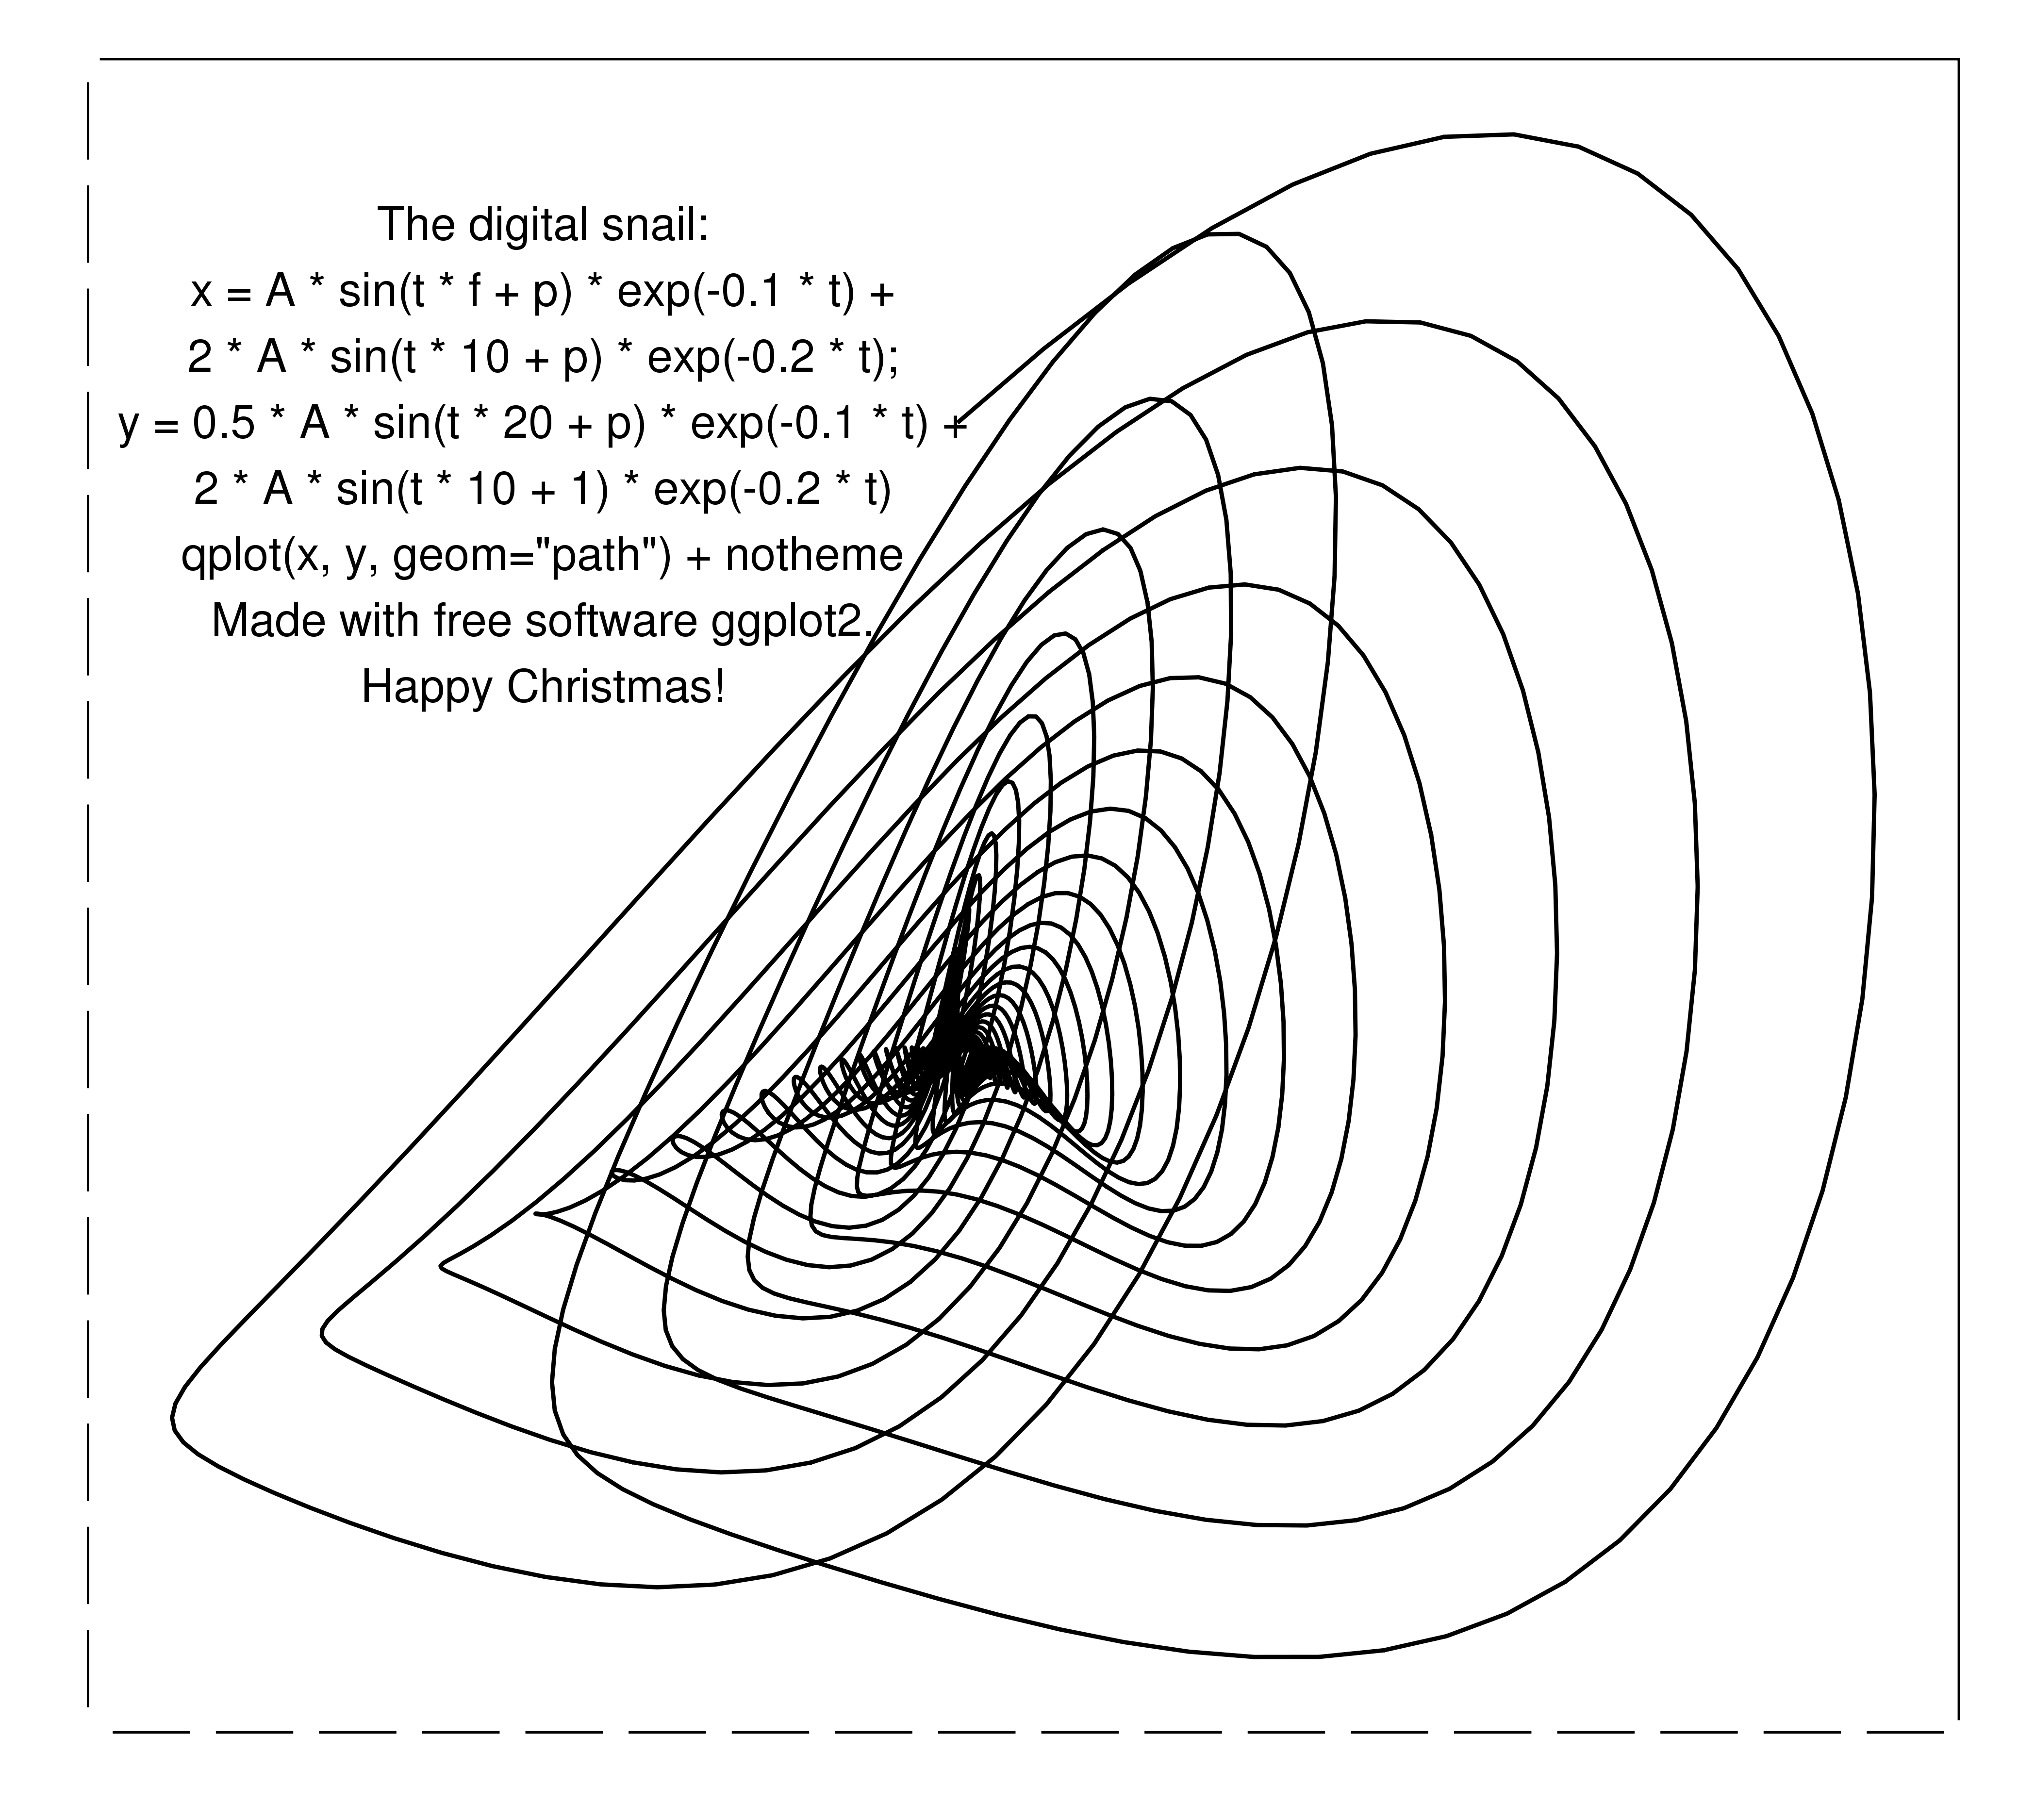 The digital snail:
x = A * sin(t * f + p) * exp(-0.1 * t) +
2 * A * sin(t * 10 + p) * exp(-0.2 * t);
y = 0.5 * A * sin(t * 20 + p) * exp(-0.1 * t) +
2 * A * sin(t * 10 + 1) * exp(-0.2 * t)
qplot(x, y, geom="path") + notheme
Made with free software ggplot2.
Happy Christmas!